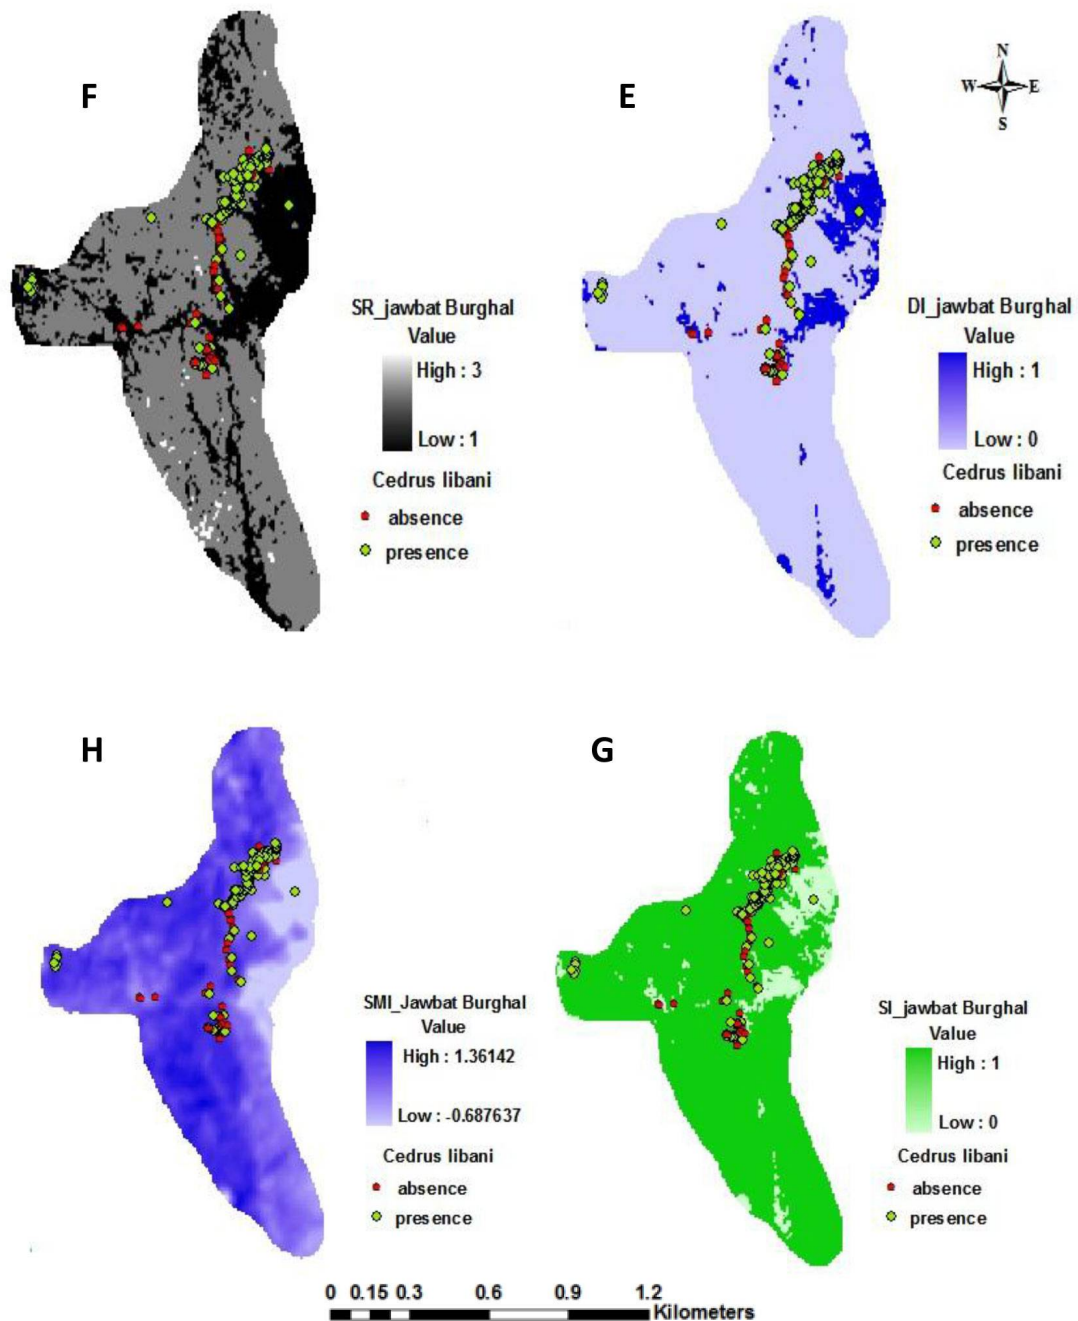 F
SR_jawbat Burghal
Value
High : 3
Low : 1
Cedrus libani
absence
presence
E
N
W E
S
DI_jawbat Burghal
Value
High : 1
Low : 0
Cedrus libani
absence
presence
H
SMI_Jawbat Burghal
Value
High : 1.36142
Low : -0.687637
Cedrus libani
absence
presence
G
SI_jawbat Burghal
Value
High : 1
Low : 0
Cedrus libani
absence
presence
0 0.15 0.3 0.6 0.9 1.2
Kilometers